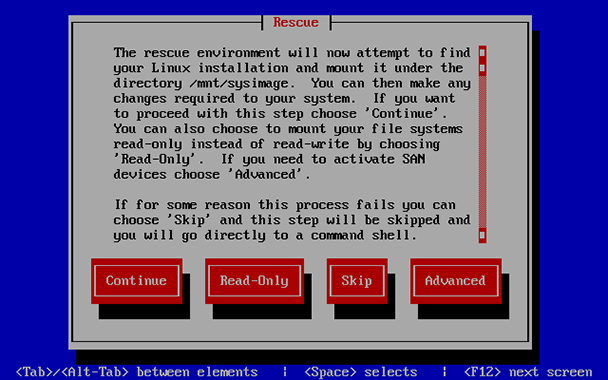 Rescue
The rescue environment will now attempt to find
your Linux installation and mount it under the
directory /mnt/sysimage.  You can then make any
changes required to your system.  If you want
to proceed with this step choose 'Continue'.
You can also choose to mount your file systems
read-only instead of read-write by choosing
'Read-Only'.  If you need to activate SAN
devices choose 'Advanced'.
If for some reason this process fails you can
choose 'Skip' and this step will be skipped and
you will go directly to a command shell.
Continue Read-Only Skip Advanced
<Tab>/<Alt-Tab> between elements  |  <Space> selects  |  <F12> next screen